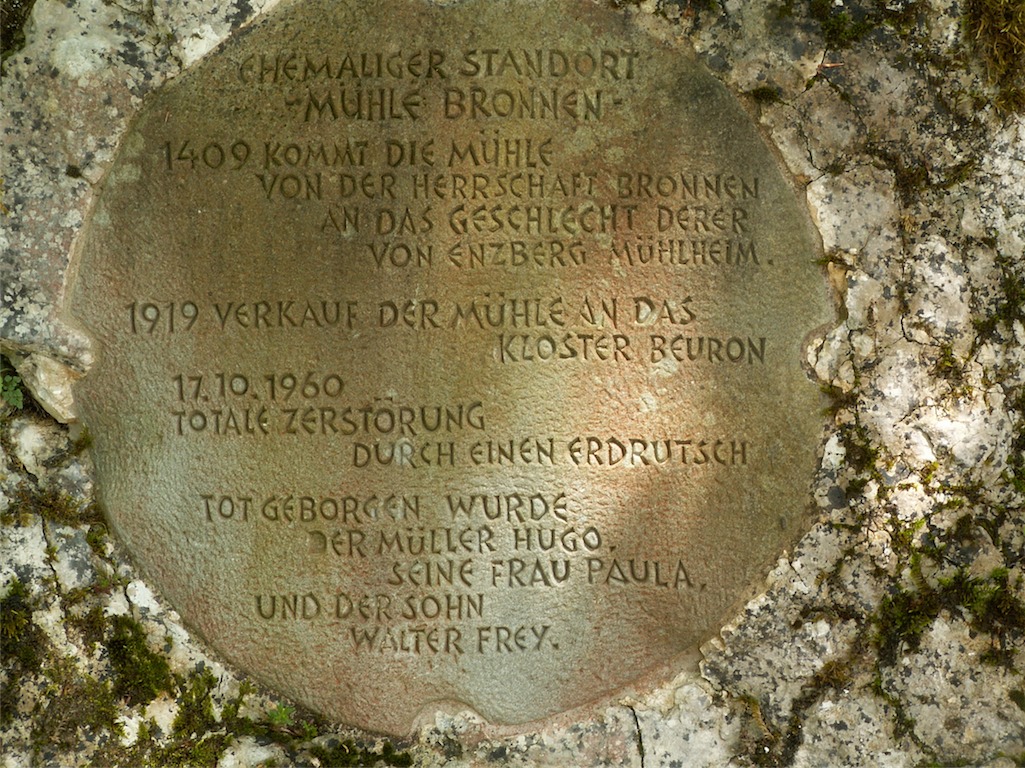 EHEMALIGER STANDORT
-MÜHLE BRONNEN-
1409 KOMMT DIE MÜHLE
VON DER HERRSCHAFT BRONNEN
AN DAS GESCHLECHT DERER
VON ENZBERG MÜHLHEIM.
1919 VERKAUF DER MÜHLE AN DAS
KLOSTER BEURON
17.10.1960
TOTALE ZERSTÖRUNG
DURCH EINEN ERDRUTSCH
TOT GEBORGEN WURDE
DER MÜLLER HUGO,
SEINE FRAU PAULA,
UND DER SOHN
WALTER FREY.